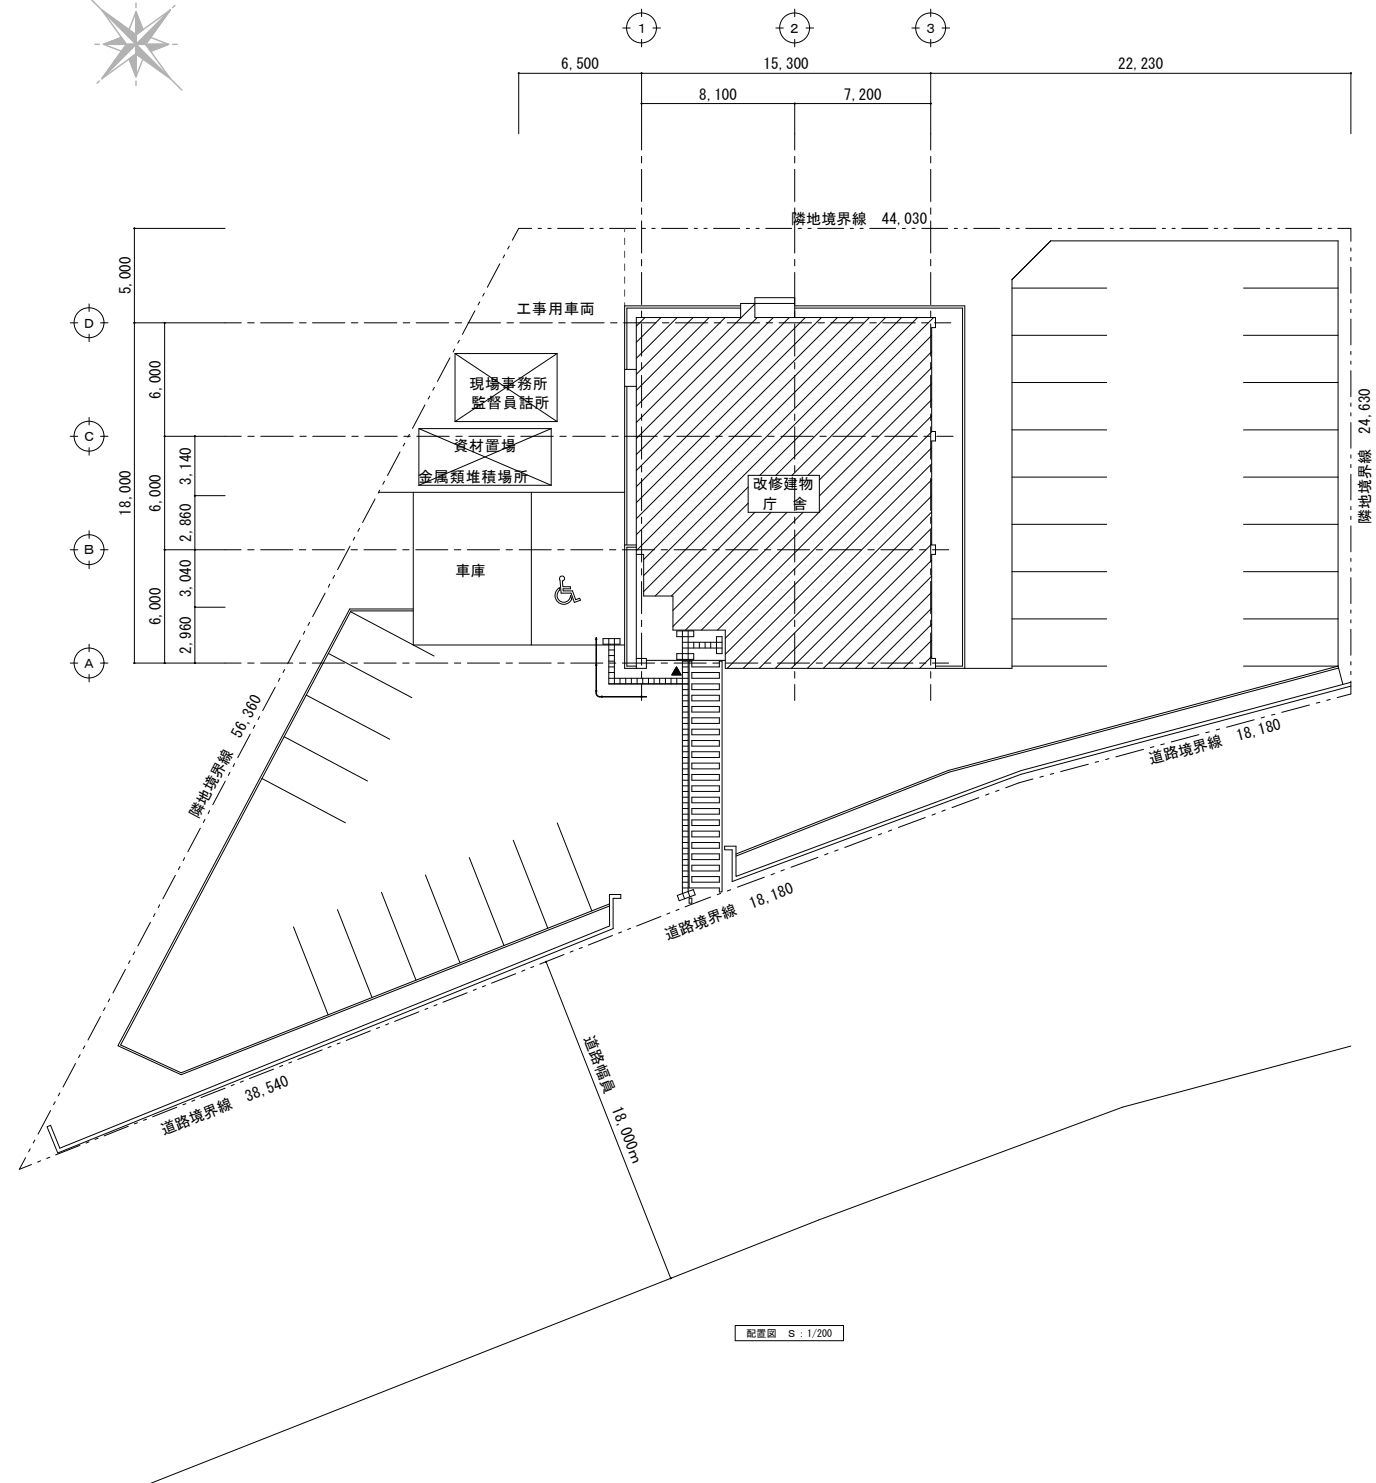 1
2
3
6,500
15,300
22,230
8,100
7,200
隣地境界線 44,030
5,000
D
工事用車両
現場事務所
監督員詰所
6,000
24,630
隣地境界線
C
資材置場
金属類堆積場所
3,140
18,000
6,000
改修建物
庁 舎
2,860
B
車庫
3,040
6,000
2,960
A
隣地境界線 56,360
道路境界線 18,180
道路境界線 18,180
道路境界線 38,540
道路幅員 18,000m
配置図 S:1/200